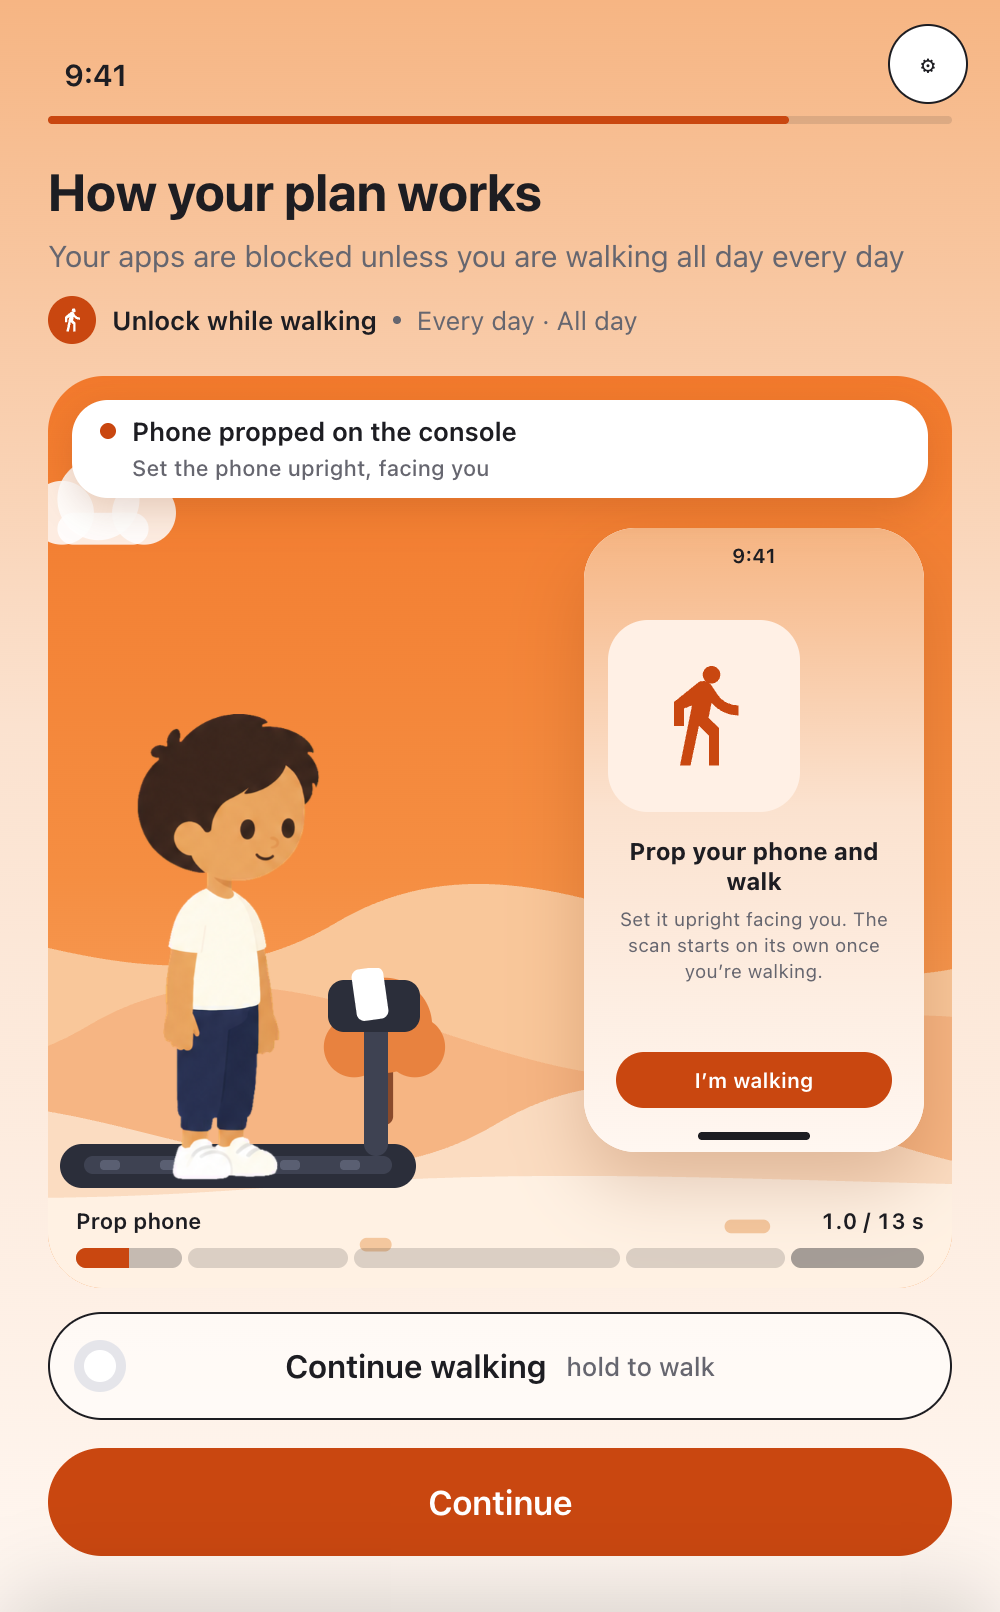 9:41
How your plan works
Your apps are blocked unless you are walking all day every day
Unlock while walking • Every day · All day
Phone propped on the console
Set the phone upright, facing you
9:41
Prop your phone and
walk
Set it upright facing you. The
scan starts on its own once
you’re walking.
I’m walking
Prop phone
1.0 / 13 s
Continue walking hold to walk
Continue